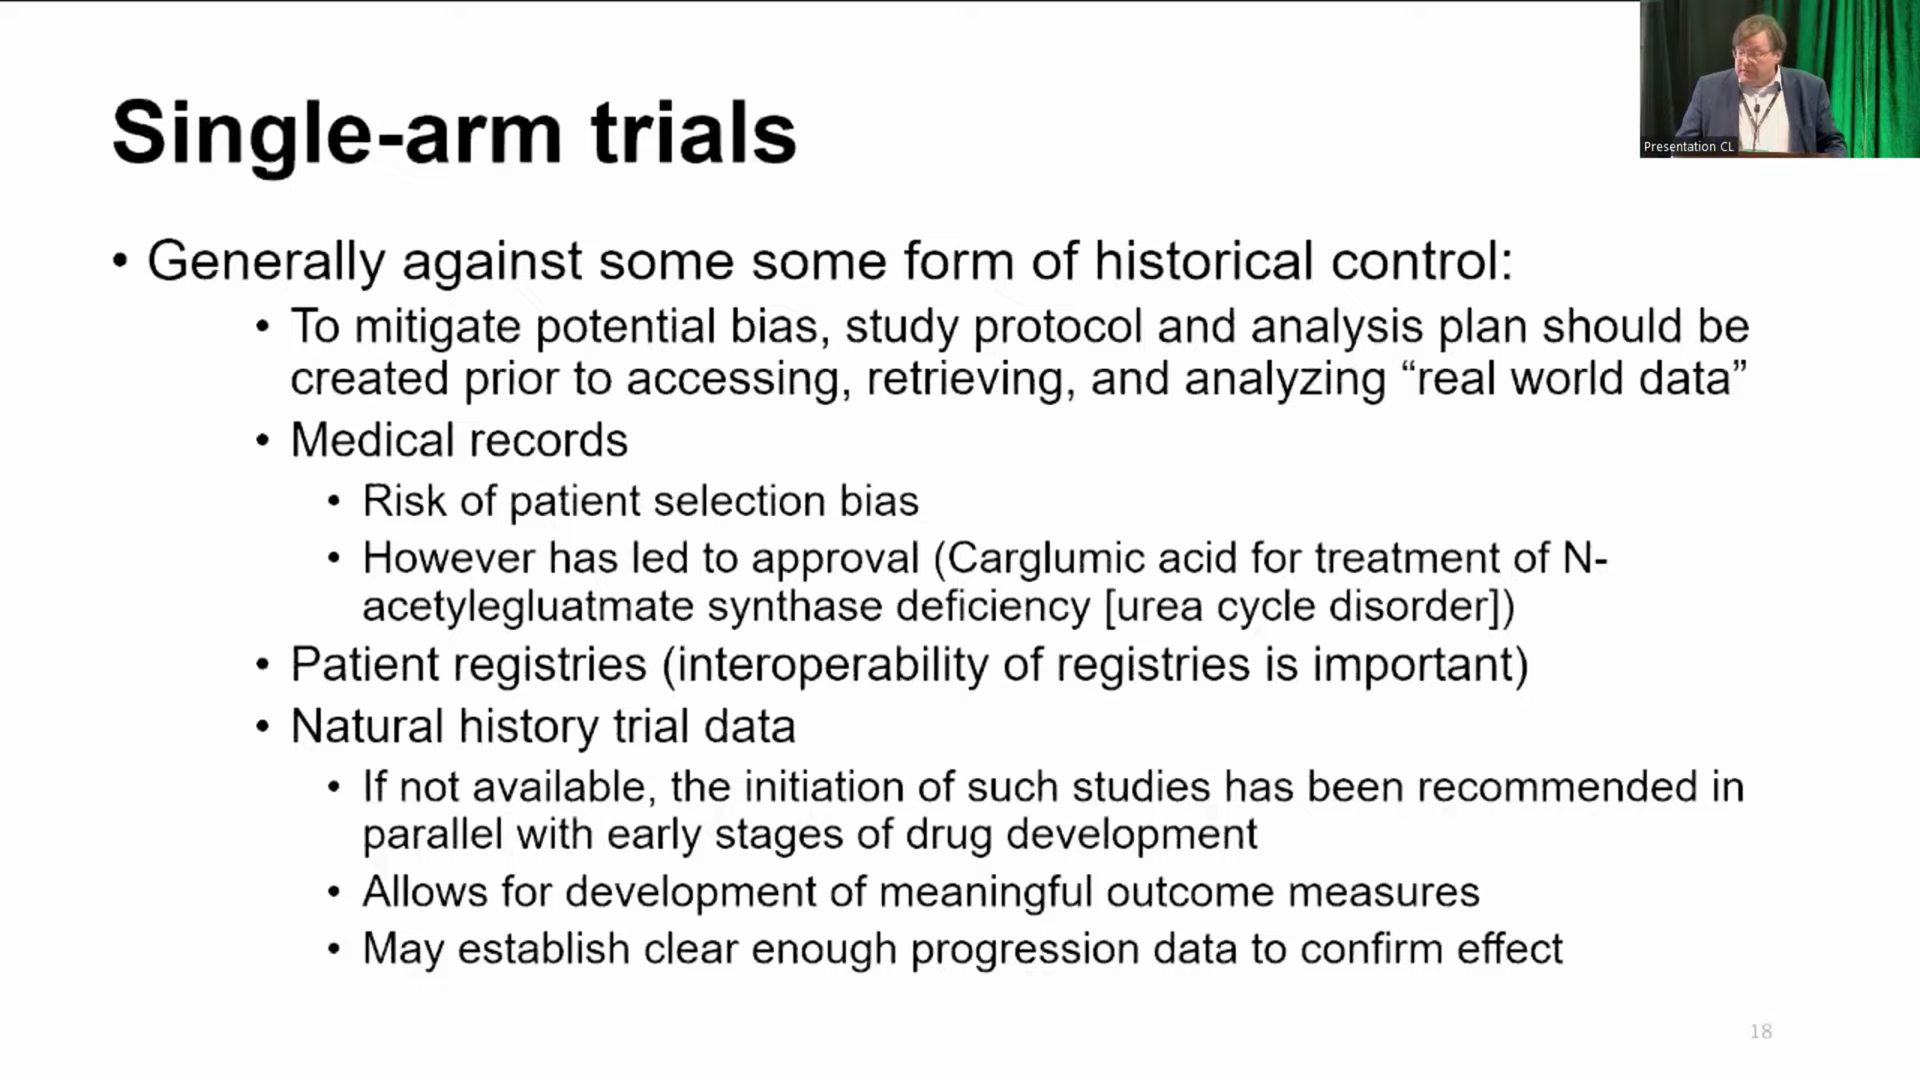 Presentation CL
Single-arm trials
• Generally against some some form of historical control:
• To mitigate potential bias, study protocol and analysis plan should be
created prior to accessing, retrieving, and analyzing “real world data”
• Medical records
• Risk of patient selection bias
• However has led to approval (Carglumic acid for treatment of N-
acetylegluatmate synthase deficiency [urea cycle disorder])
• Patient registries (interoperability of registries is important)
• Natural history trial data
• If not available, the initiation of such studies has been recommended in
parallel with early stages of drug development
• Allows for development of meaningful outcome measures
• May establish clear enough progression data to confirm effect
18